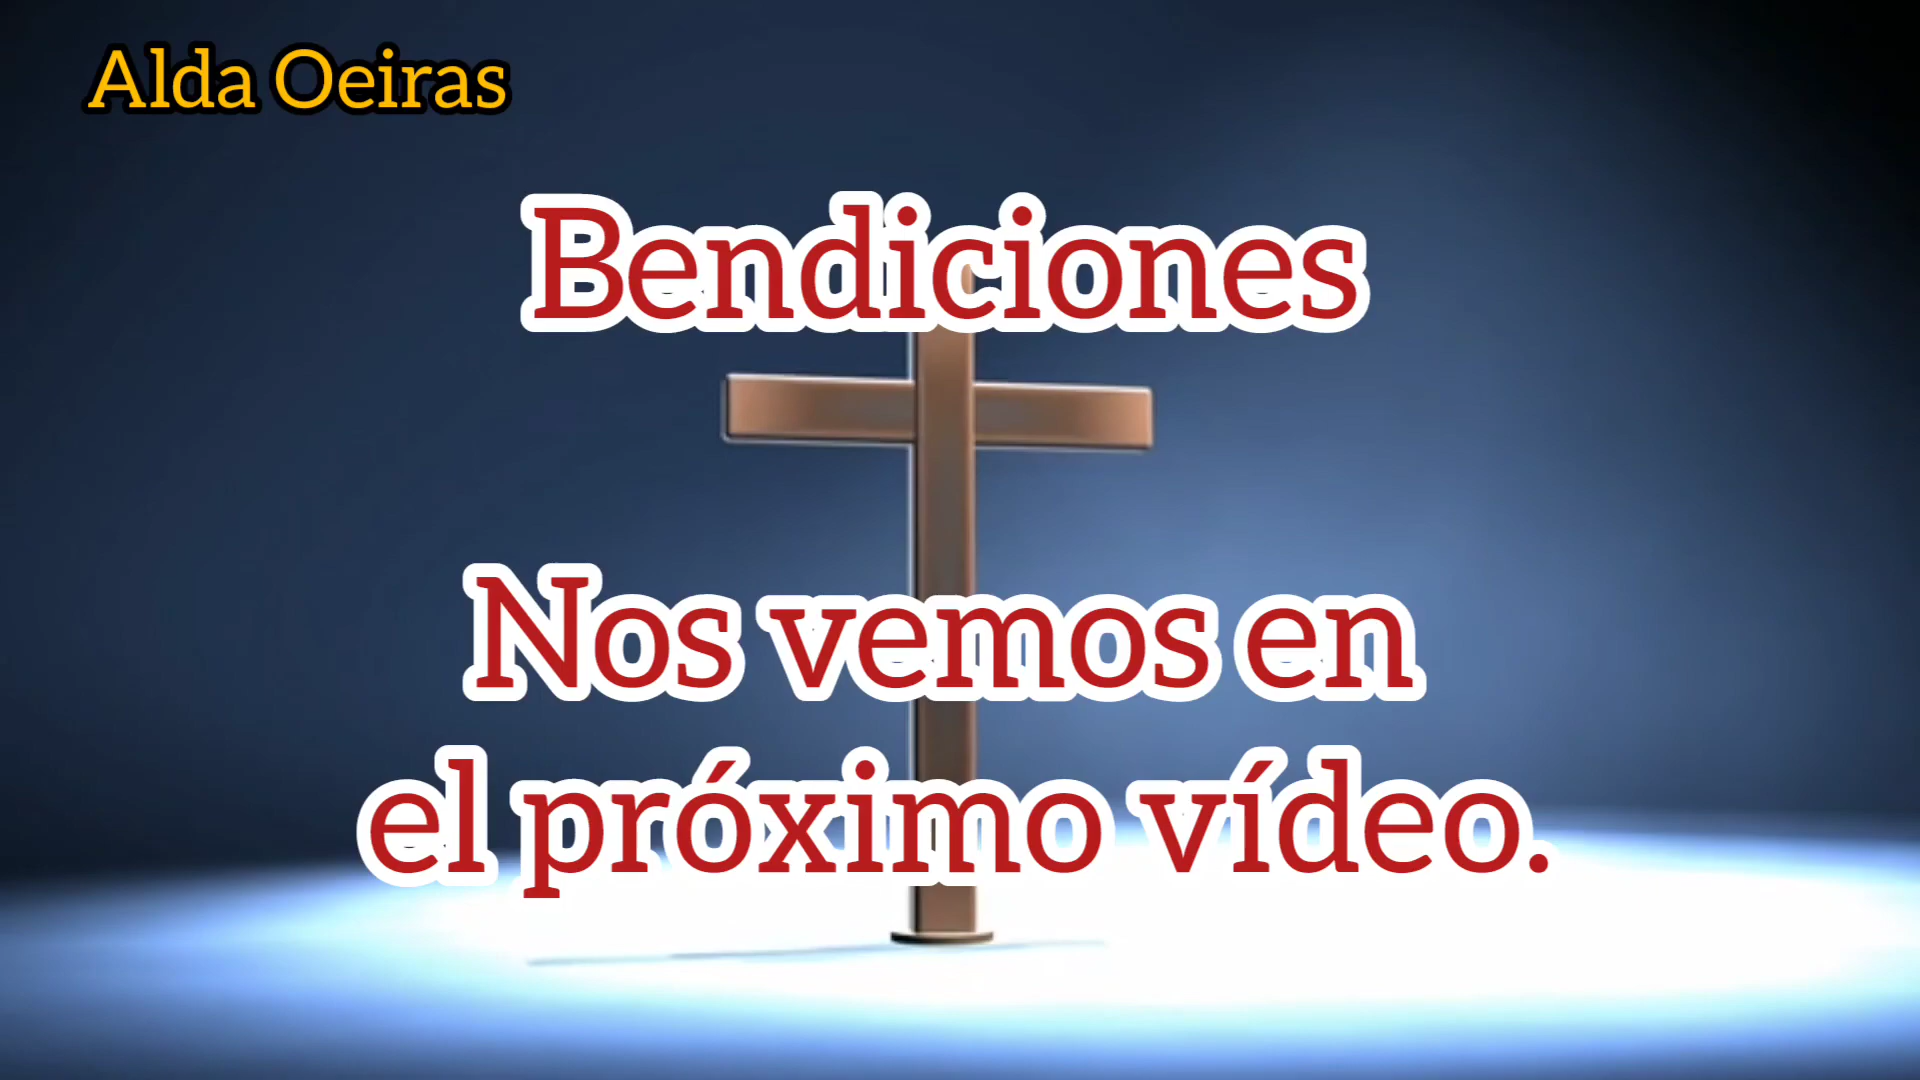 Alda Oeiras
Bendiciones
Nos vemos en
el próximo vídeo.